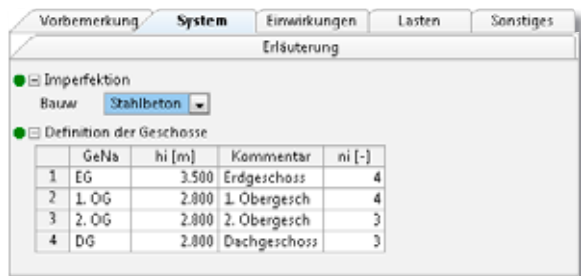 Vorbemerkung System Einwirkungen Lasten Sonstiges
Erläuterung
Imperfektion
Bauw Stahlbeton
Definition der Geschosse
GeNa hi [m] Kommentar ni [-]
1 EG 3.500 Erdgeschoss 4
2 1. OG 2.800 1. Obergesch 4
3 2. OG 2.800 2. Obergesch 3
4 DG 2.800 Dachgeschoss 3